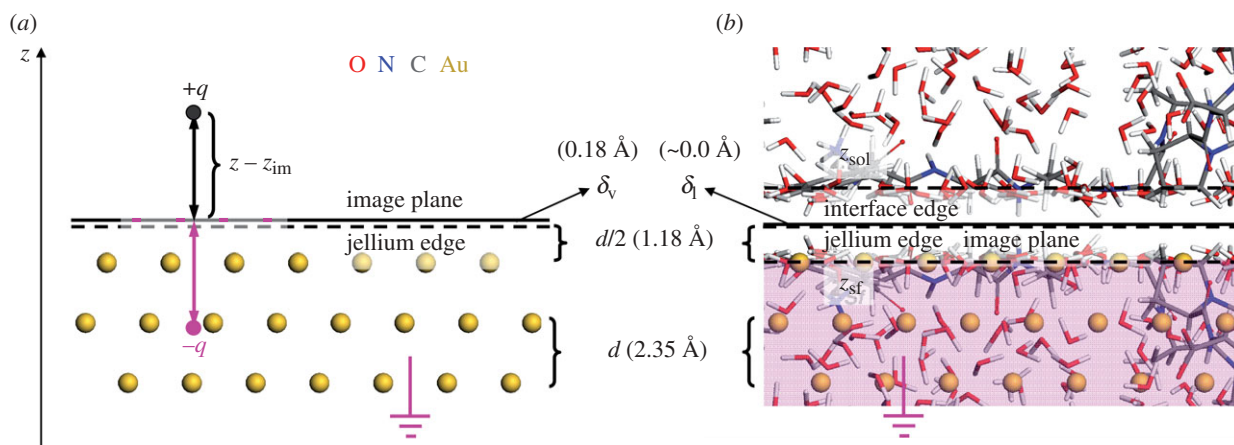 (a)
(b)
z
O N C Au
+q
z – z_im
(0.18 Å) (~0.0 Å)
δ_v δ_l
image plane
jellium edge
d/2 (1.18 Å)
–q
d (2.35 Å)
z_sol
interface edge
jellium edge image plane
z_sf